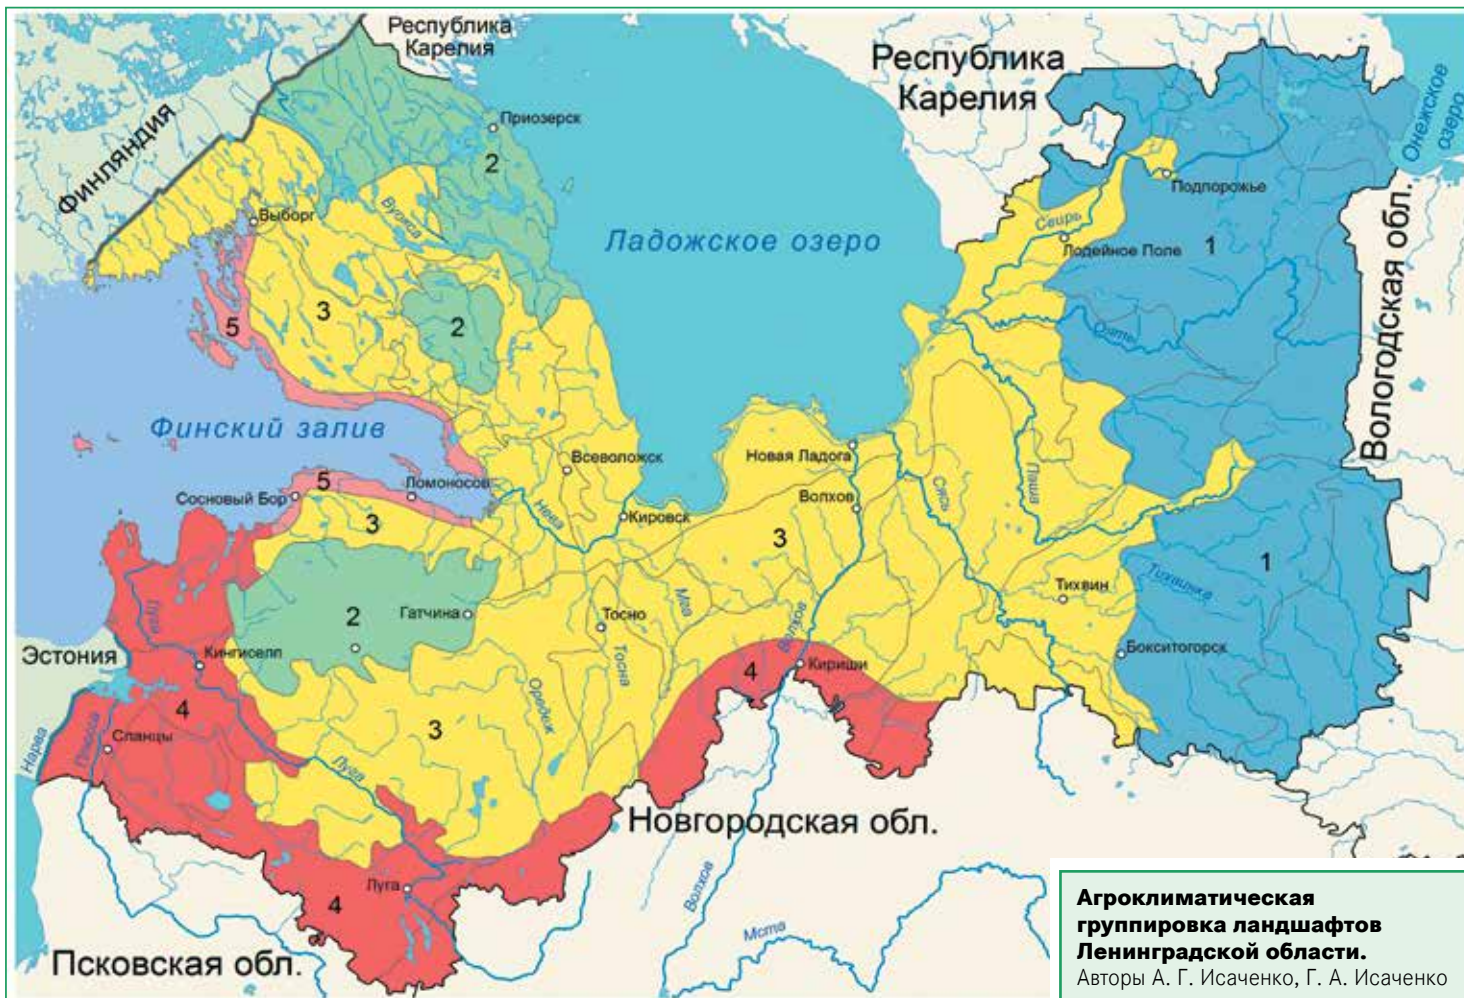 Республика
Карелия
Республика
Карелия
Онежское
озеро
ФИНЛЯНДИЯ
Приозерск
2
Подпорожье
Выборг
Вуокса
Свирь
Лодейное Поле
1
Ладожское озеро
Вологодская обл.
3
2
5
Оять
Финский залив
Всеволожск
Новая Ладога
Паша
Сясь
5
Ломоносов
Сосновый Бор
Волхов
Нева
Кировск
3
3
1
Тихвинка
Тихвин
Луга
2
Гатчина
Тосно
Мга
Волхов
Тосна
Эстония
Кингисепп
4
Кириши
Бокситогорск
Оредеж
4
3
Нарва
Плюсса
Сланцы
Луга
Новгородская обл.
Луга
4
Волхов
Мста
Псковская обл.
Агроклиматическая
группировка ландшафтов
Ленинградской области.
Авторы А. Г. Исаченко, Г. А. Исаченко